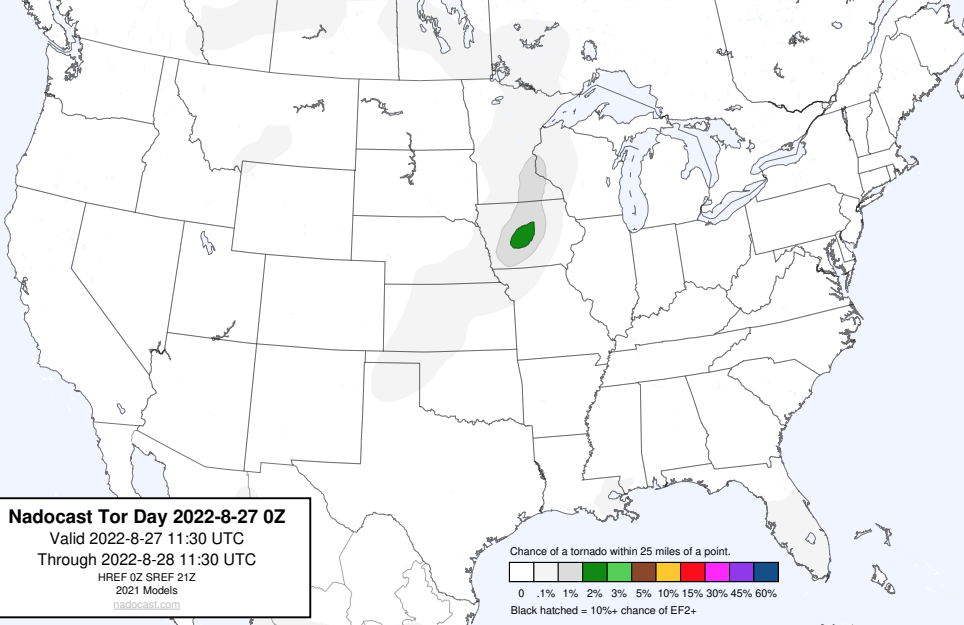 Nadocast Tor Day 2022-8-27 0Z
Valid 2022-8-27 11:30 UTC
Through 2022-8-28 11:30 UTC
HREF 0Z SREF 21Z
2021 Models
nadocast.com
Chance of a tornado within 25 miles of a point.
0 .1% 1% 2% 3% 5% 10% 15% 30% 45% 60%
Black hatched = 10%+ chance of EF2+